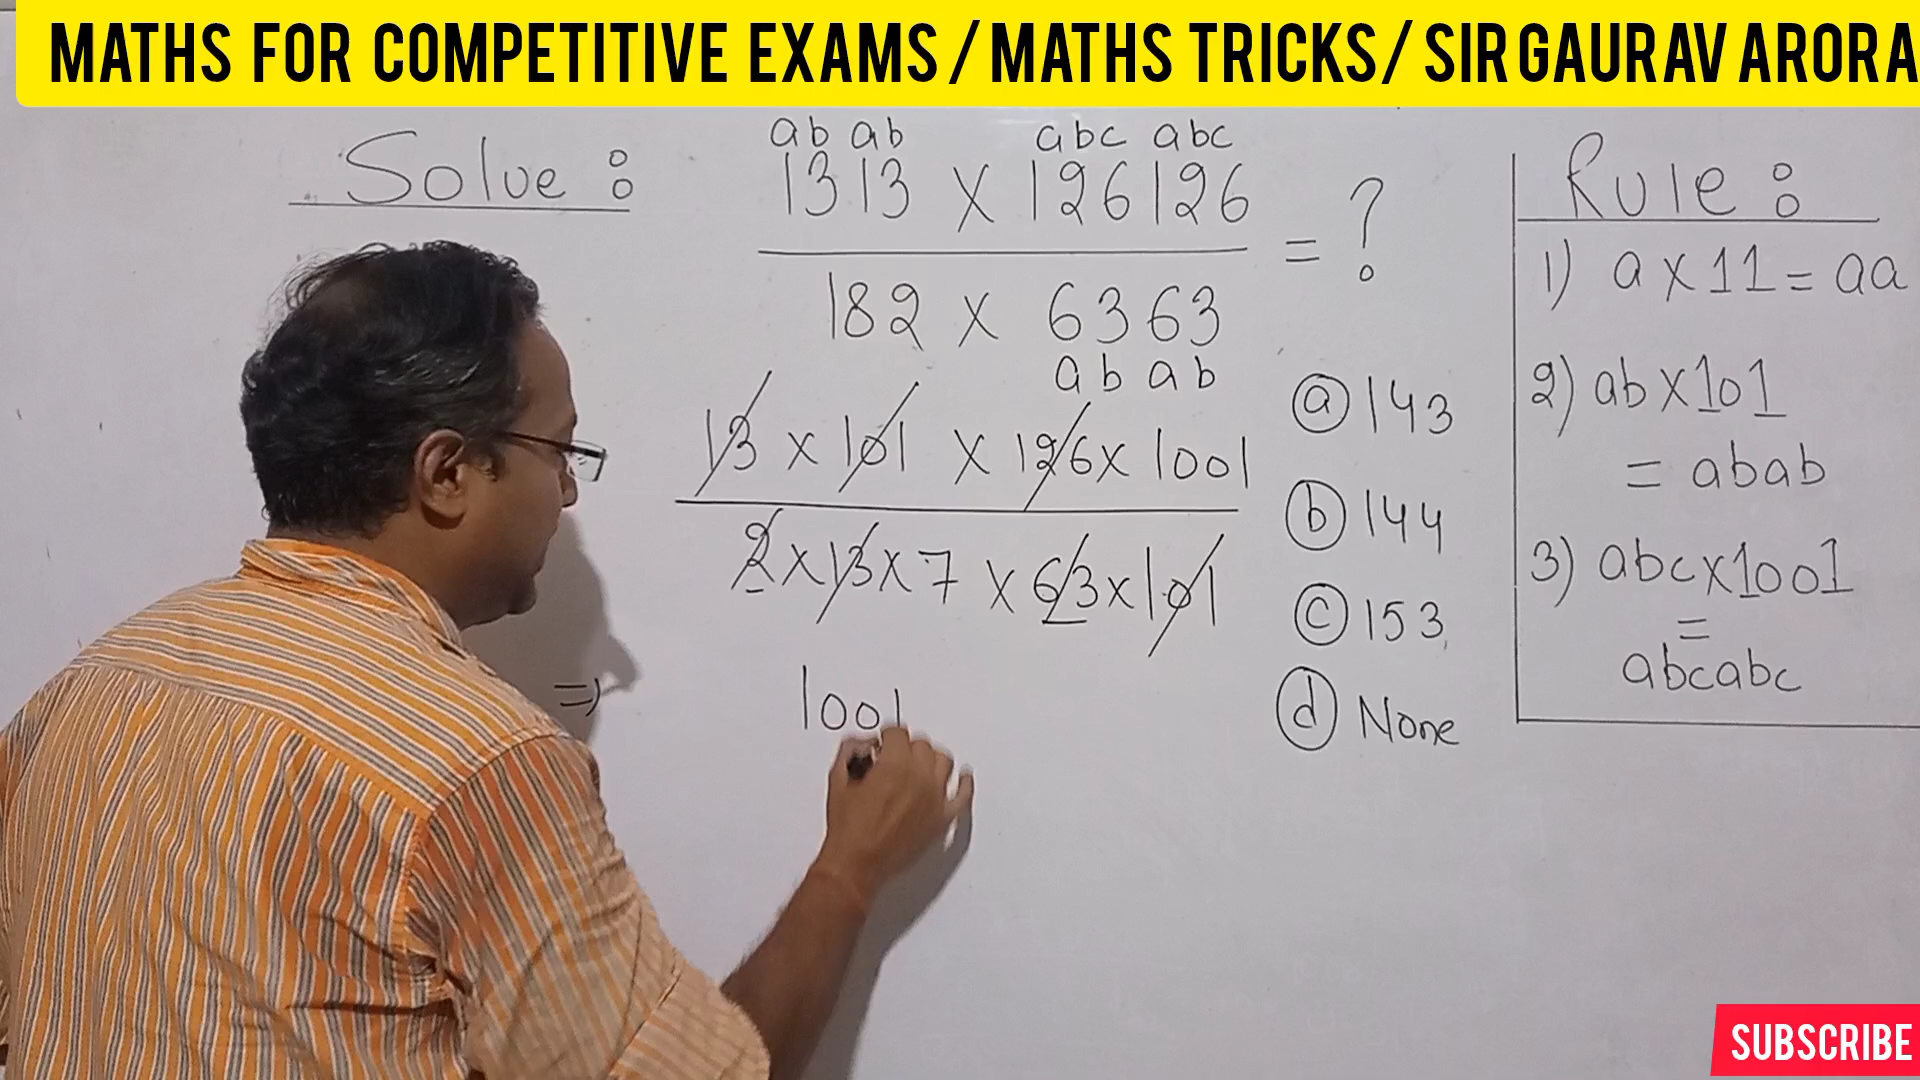 MATHS FOR COMPETITIVE EXAMS / MATHS TRICKS / SIR GAURAV ARORA
Solve :
ab ab abc abc
1313 X 126126
= ?
182 X 6363
ab ab
13 x 101 X 126 x 1001
2 x 13 x 7 x 63 x 101
=) 1001
(a) 143
(b) 144
(c) 153
(d) None
Rule :
1) a x 11 = aa
2) ab x 101
= abab
3) abc x 1001
=
abcabc
SUBSCRIBE